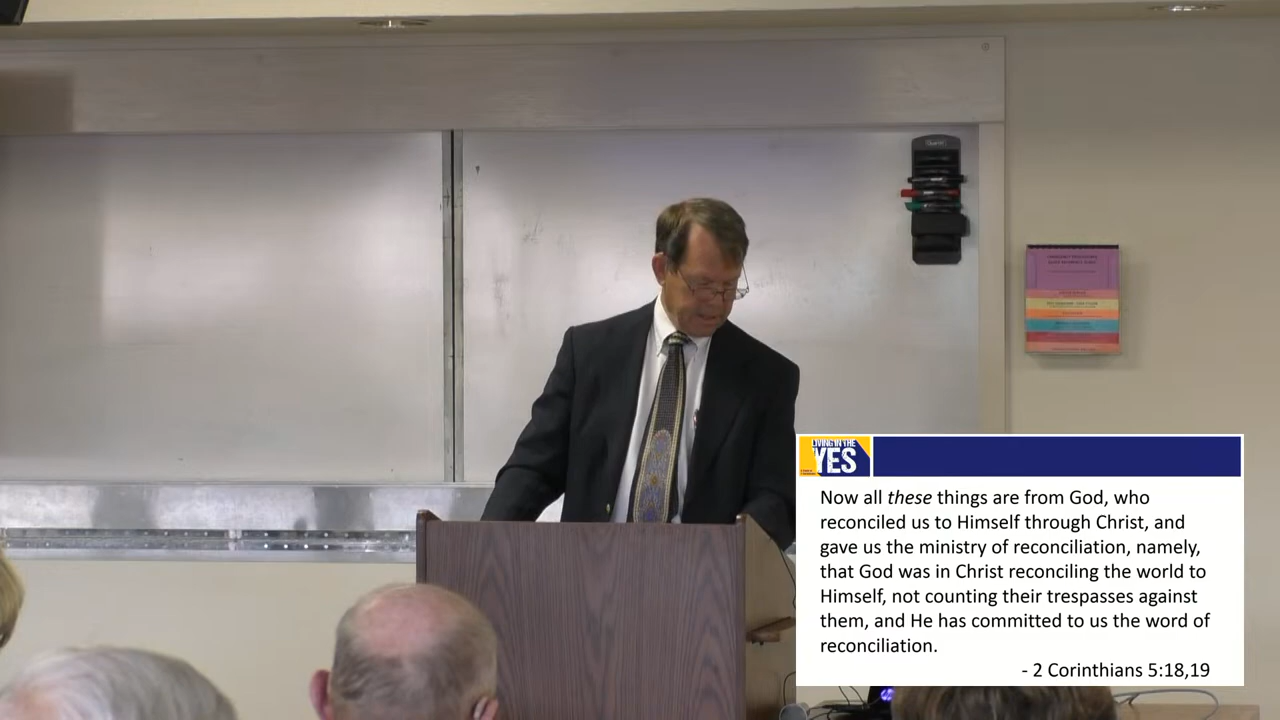 LIVING IN THE
YES
Now all these things are from God, who
reconciled us to Himself through Christ, and
gave us the ministry of reconciliation, namely,
that God was in Christ reconciling the world to
Himself, not counting their trespasses against
them, and He has committed to us the word of
reconciliation.
- 2 Corinthians 5:18,19